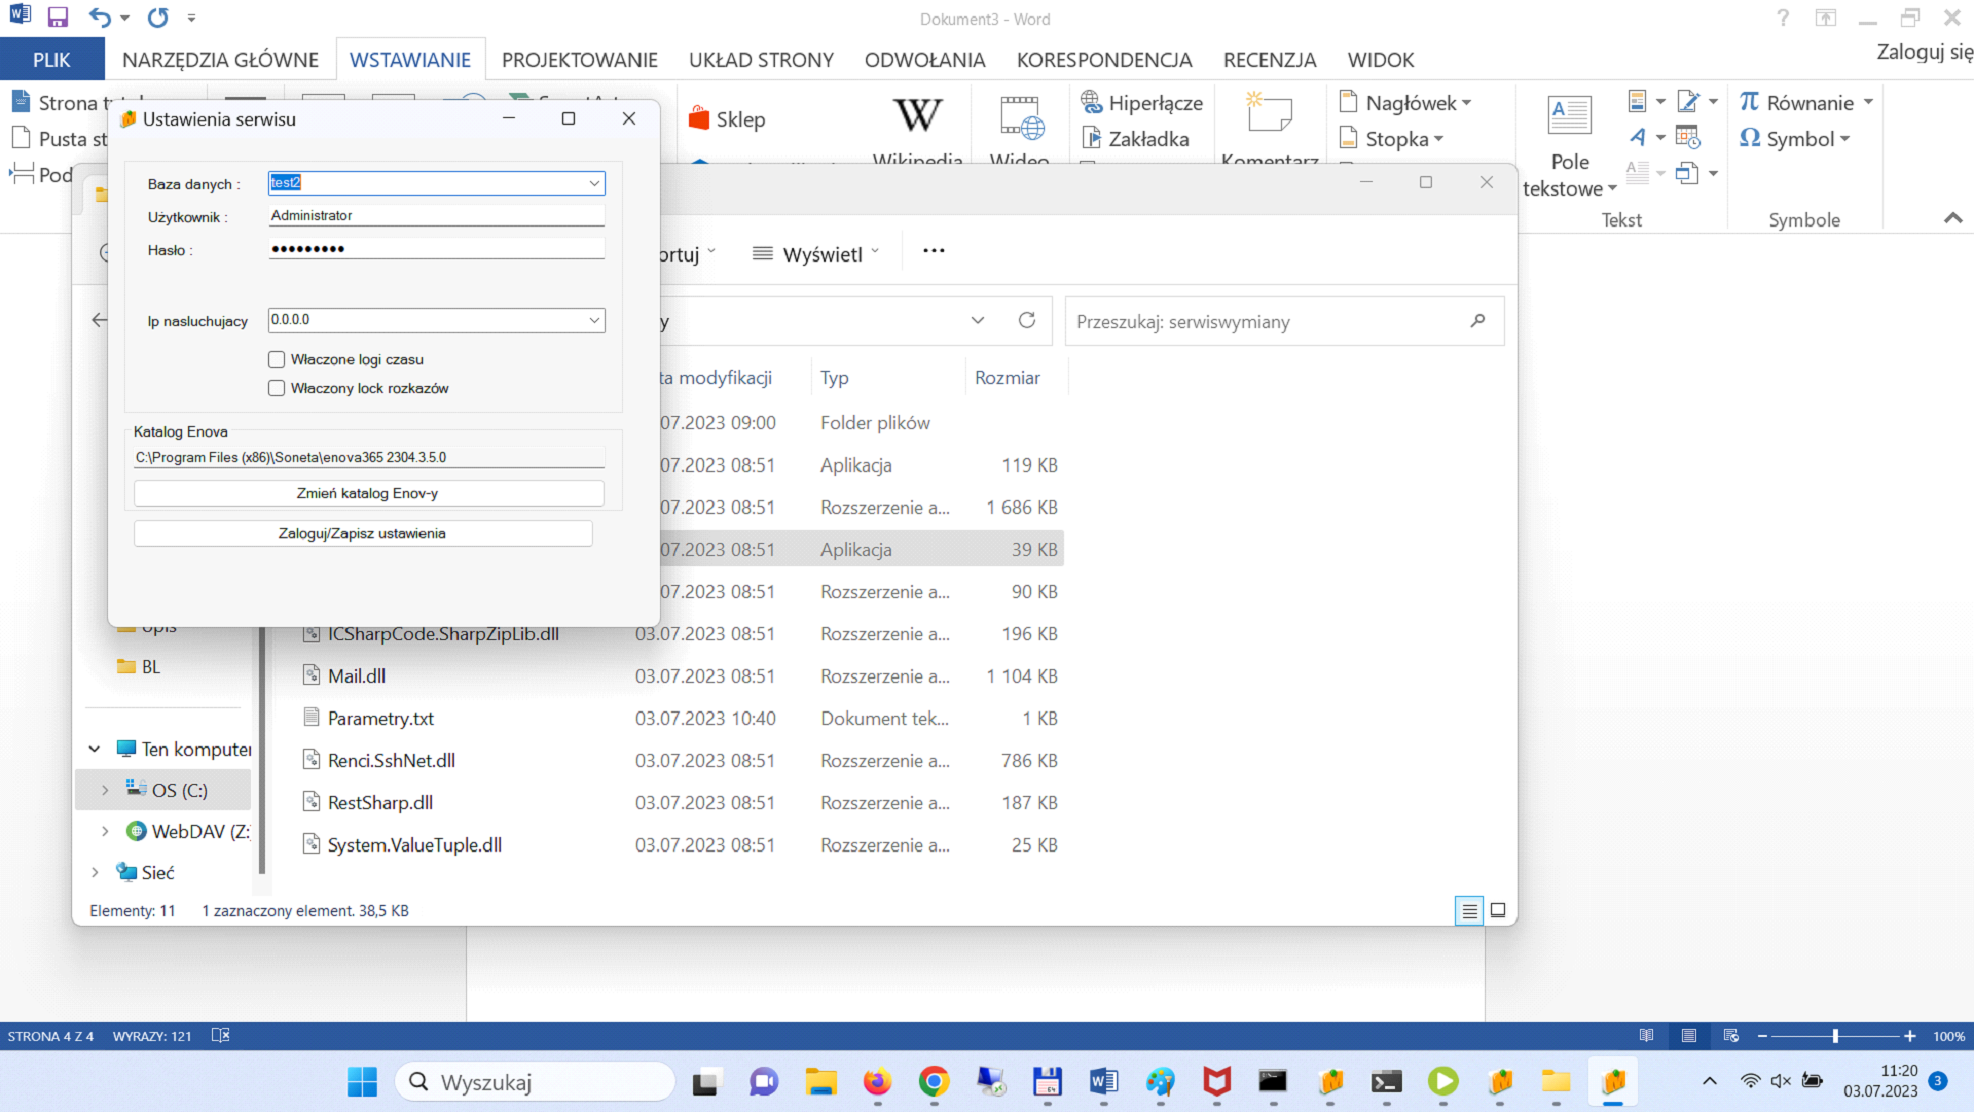 Dokument3 - Word
PLIK NARZĘDZIA GŁÓWNE WSTAWIANIE PROJEKTOWANIE UKŁAD STRONY ODWOŁANIA KORESPONDENCJA RECENZJA WIDOK Zaloguj się
Strona
Pusta st
Pod
Sklep
Wikipedia
Wideo
Hiperłącze
Zakładka
Komentarz
Nagłówek
Stopka
Pole
tekstowe
Tekst
Równanie
Symbol
Symbole
Ustawienia serwisu
Baza danych : test2
Użytkownik : Administrator
Hasło : •••••••••
Ip nasluchujacy 0.0.0.0
Właczone logi czasu
Właczony lock rozkazów
Katalog Enova
C:\Program Files (x86)\Soneta\enova365 2304.3.5.0
Zmień katalog Enov-y
Zaloguj/Zapisz ustawienia
ortuj Wyświetl ...
y Przeszukaj: serwiswymiany
ta modyfikacji Typ Rozmiar
07.2023 09:00 Folder plików
07.2023 08:51 Aplikacja 119 KB
07.2023 08:51 Rozszerzenie a... 1 686 KB
07.2023 08:51 Aplikacja 39 KB
07.2023 08:51 Rozszerzenie a... 90 KB
ICSharpCode.SharpZipLib.dll 03.07.2023 08:51 Rozszerzenie a... 196 KB
Mail.dll 03.07.2023 08:51 Rozszerzenie a... 1 104 KB
Parametry.txt 03.07.2023 10:40 Dokument tek... 1 KB
Renci.SshNet.dll 03.07.2023 08:51 Rozszerzenie a... 786 KB
RestSharp.dll 03.07.2023 08:51 Rozszerzenie a... 187 KB
System.ValueTuple.dll 03.07.2023 08:51 Rozszerzenie a... 25 KB
opis
BL
Ten komputer
OS (C:)
WebDAV (Z:
Sieć
Elementy: 11 1 zaznaczony element. 38,5 KB
STRONA 4 Z 4 WYRAZY: 121 100%
Wyszukaj
11:20
03.07.2023
3